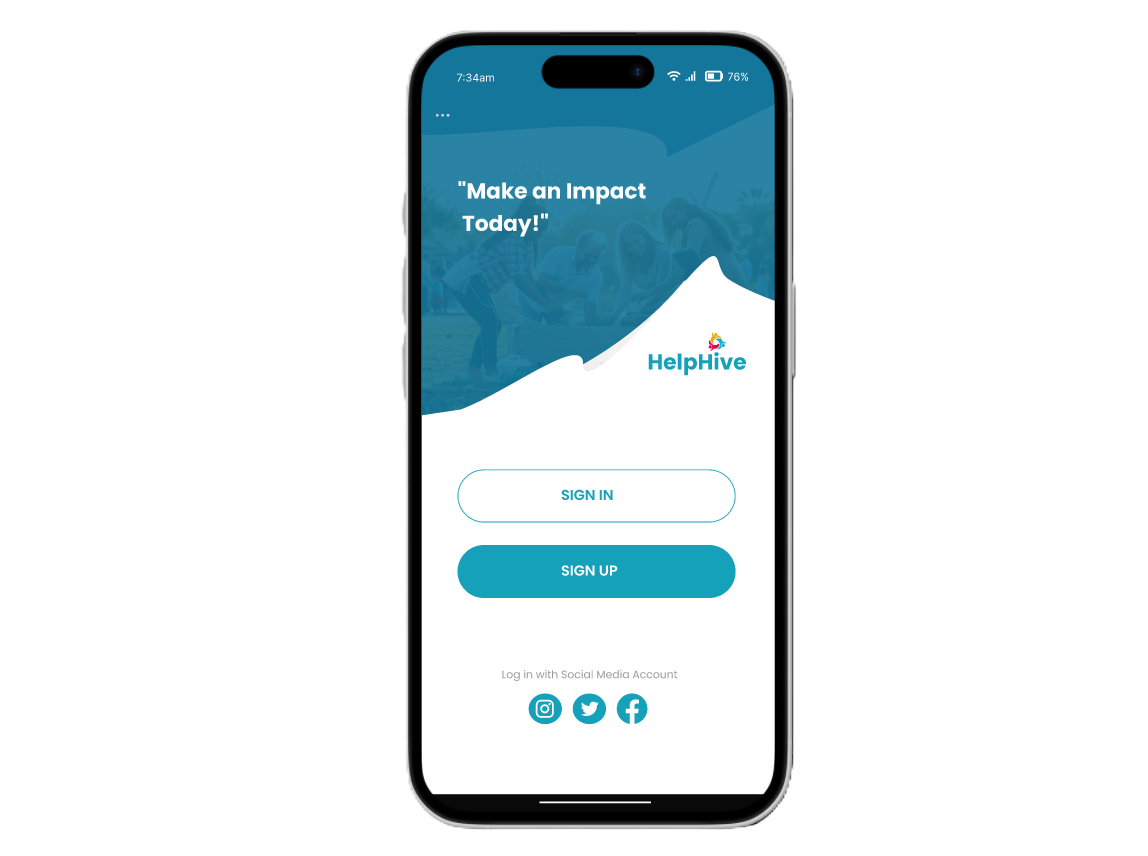 7:34am
76%
...
"Make an Impact
Today!"
HelpHive
SIGN IN
SIGN UP
Log in with Social Media Account